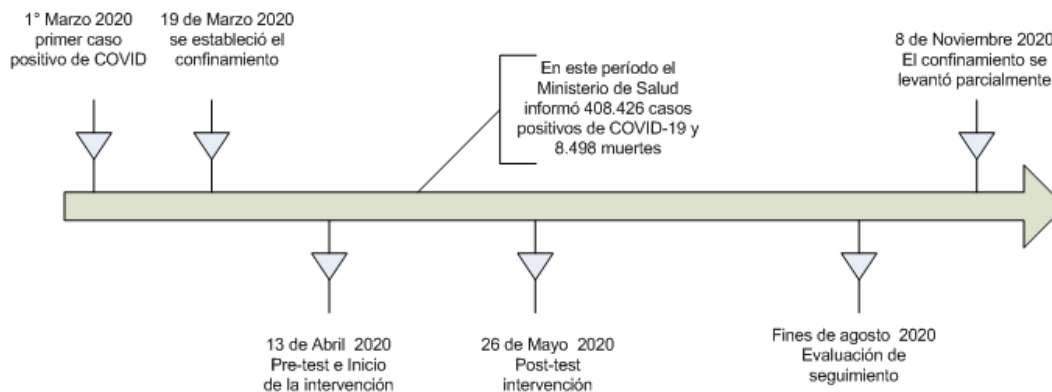 1° Marzo 2020
primer caso
positivo de COVID
19 de Marzo 2020
se estableció el
confinamiento
En este período el
Ministerio de Salud
informó 408.426 casos
positivos de COVID-19 y
8.498 muertes
8 de Noviembre 2020
El confinamiento se
levantó parcialmente
13 de Abril 2020
Pre-test e Inicio
de la intervención
26 de Mayo 2020
Post-test
intervención
Fines de agosto 2020
Evaluación de
seguimiento